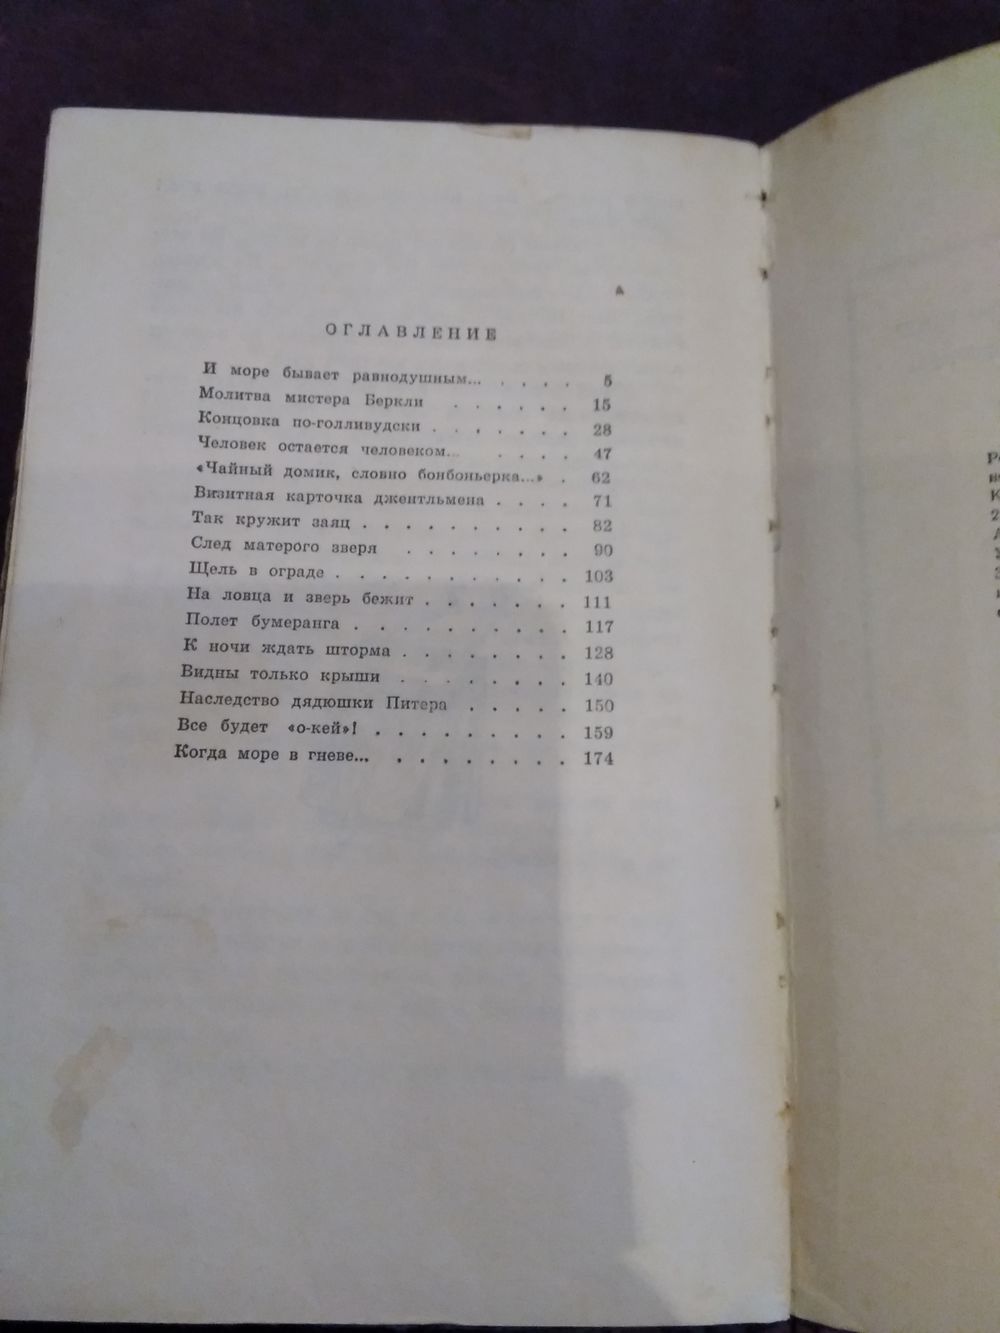 ОГЛАВЛЕНИЕ
И море бывает равнодушным... . . . . 5
Молитва мистера Беркли . . . . . . 15
Концовка по-голливудски . . . . . . . 28
Человек остается человеком... . . . . 47
«Чайный домик, словно бонбоньерка...» . 62
Визитная карточка джентльмена . . . . 71
Так кружит заяц . . . . . . . . . . 82
След матерого зверя . . . . . . . . 90
Щель в ограде . . . . . . . . . . . 103
На ловца и зверь бежит . . . . . . . 111
Полет бумеранга . . . . . . . . . . 117
К ночи ждать шторма . . . . . . . . 128
Видны только крыши . . . . . . . . 140
Наследство дядюшки Питера . . . . . 150
Все будет «о-кей»! . . . . . . . . . 159
Когда море в гневе... . . . . . . . . 174